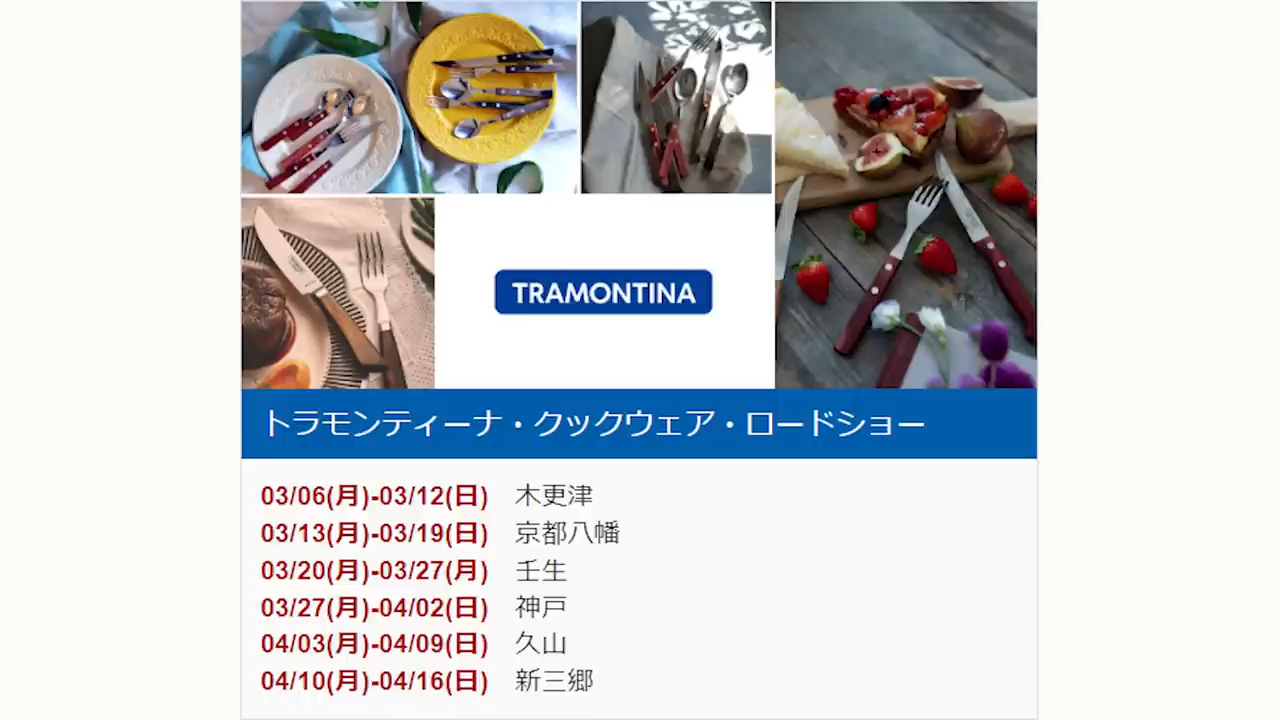 TRAMONTINA
トラモンティーナ・クックウェア・ロードショー
03/06(月)-03/12(日) 木更津
03/13(月)-03/19(日) 京都八幡
03/20(月)-03/27(月) 壬生
03/27(月)-04/02(日) 神戸
04/03(月)-04/09(日) 久山
04/10(月)-04/16(日) 新三郷